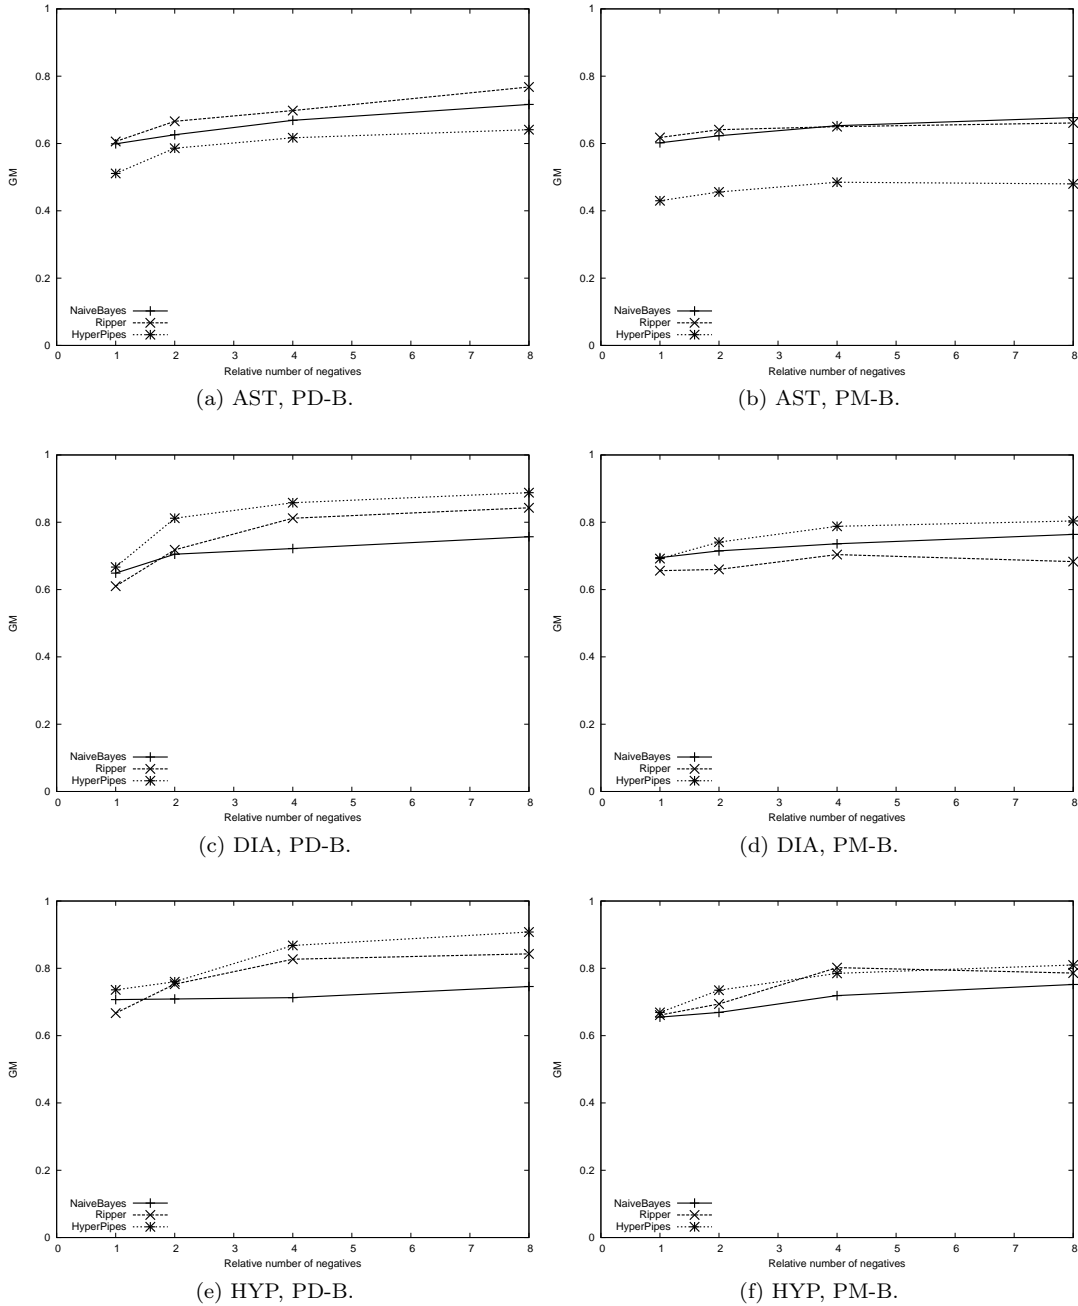 1
0.8
0.6
GM
0.4
0.2
NaiveBayes
Ripper
HyperPipes
0
0 1 2 3 4 5 6 7 8
Relative number of negatives
(a) AST, PD-B.
1
0.8
0.6
GM
0.4
0.2
NaiveBayes
Ripper
HyperPipes
0
0 1 2 3 4 5 6 7 8
Relative number of negatives
(b) AST, PM-B.
1
0.8
0.6
GM
0.4
0.2
NaiveBayes
Ripper
HyperPipes
0
0 1 2 3 4 5 6 7 8
Relative number of negatives
(c) DIA, PD-B.
1
0.8
0.6
GM
0.4
0.2
NaiveBayes
Ripper
HyperPipes
0
0 1 2 3 4 5 6 7 8
Relative number of negatives
(d) DIA, PM-B.
1
0.8
0.6
GM
0.4
0.2
NaiveBayes
Ripper
HyperPipes
0
0 1 2 3 4 5 6 7 8
Relative number of negatives
(e) HYP, PD-B.
1
0.8
0.6
GM
0.4
0.2
NaiveBayes
Ripper
HyperPipes
0
0 1 2 3 4 5 6 7 8
Relative number of negatives
(f) HYP, PM-B.